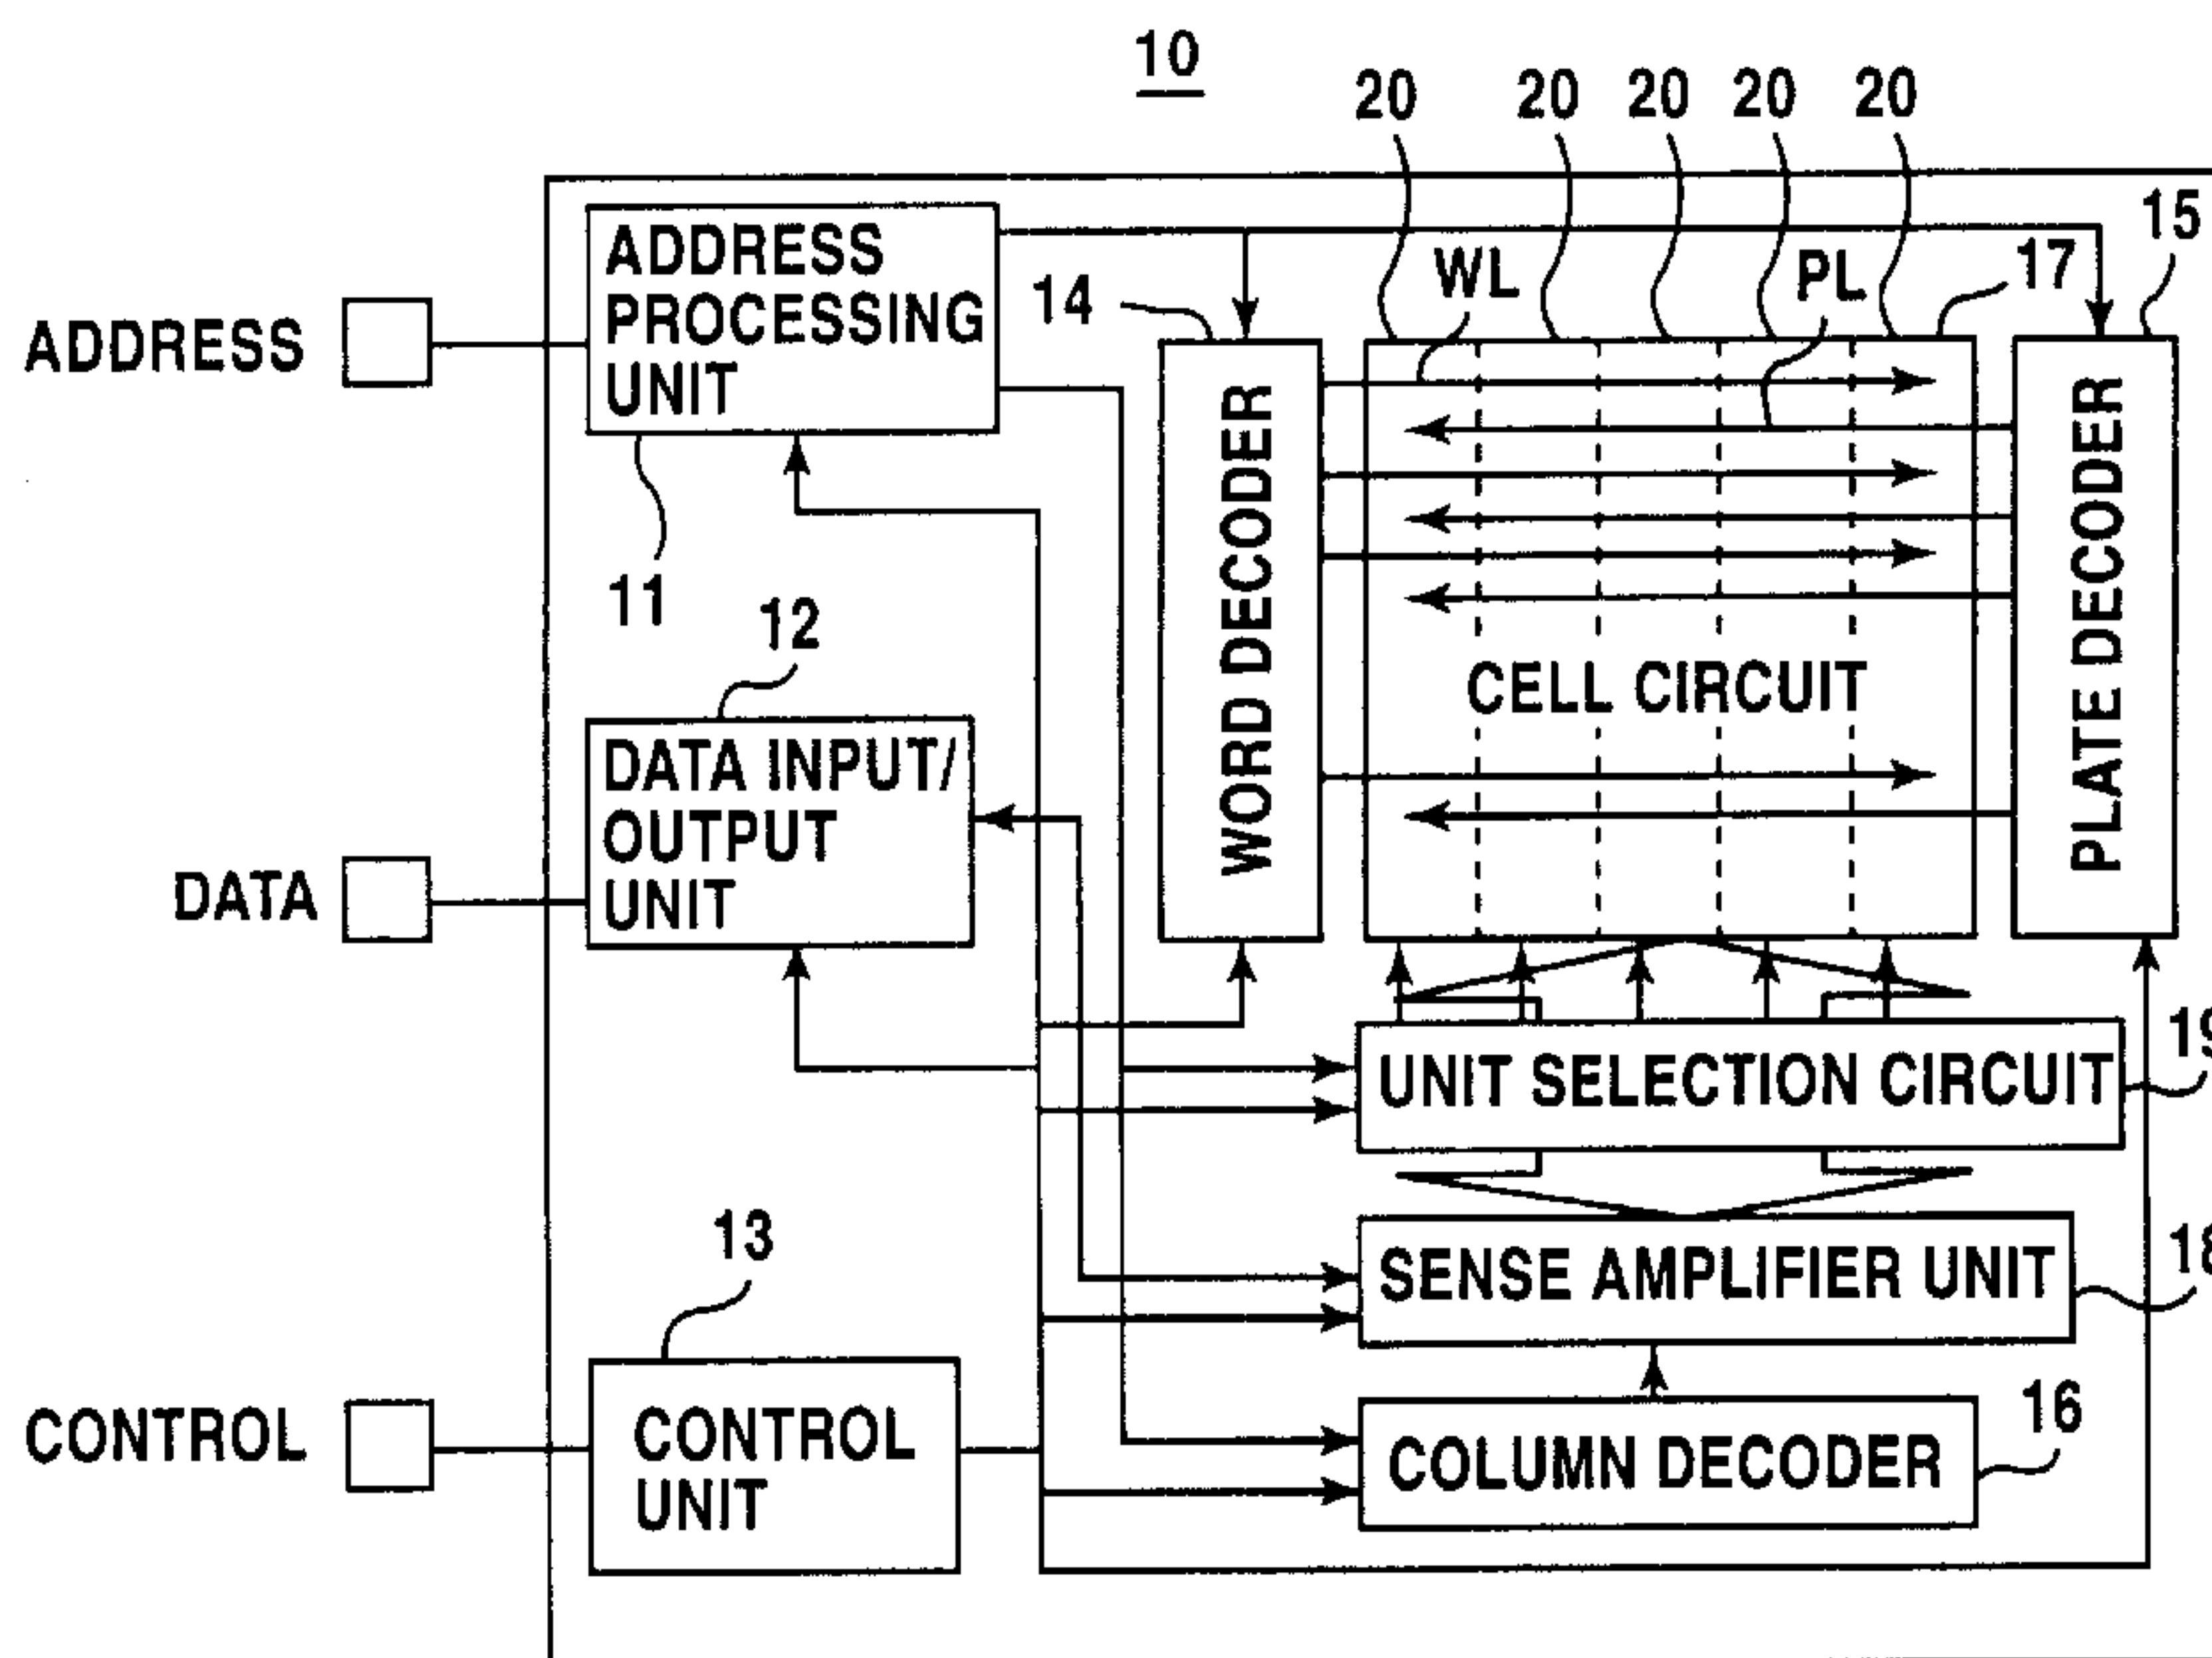 10
20 20 20 20 20
ADDRESS
PROCESSING
UNIT
ADDRESS
11
14
WL
PL
17
15
WORD DECODER
CELL CIRCUIT
PLATE DECODER
12
DATA INPUT/
OUTPUT
UNIT
DATA
UNIT SELECTION CIRCUIT
19
SENSE AMPLIFIER UNIT
18
13
CONTROL
UNIT
CONTROL
COLUMN DECODER
16